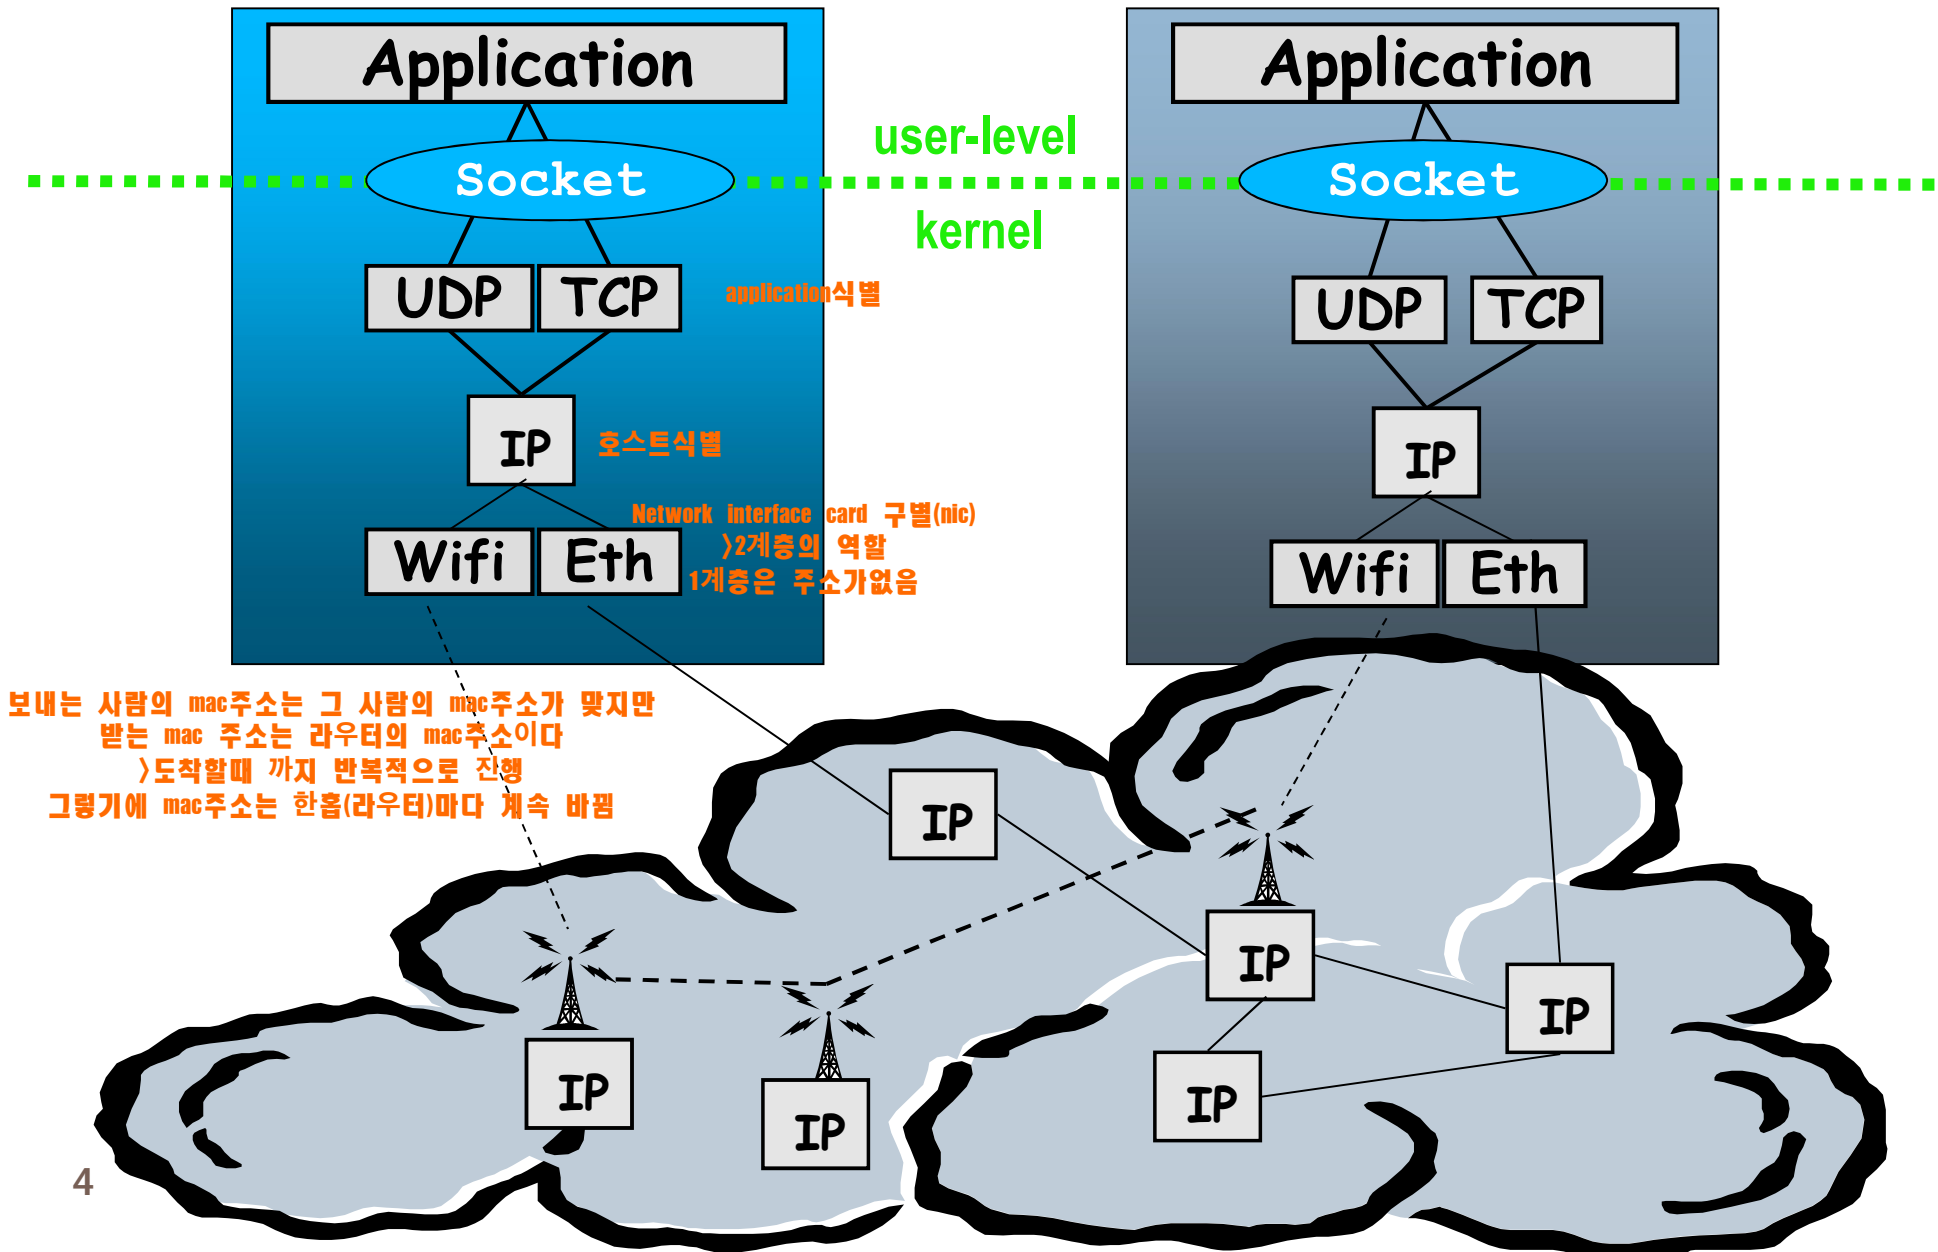 Application
Application
user-level
Socket
Socket
kernel
UDP
TCP
application식별
UDP
TCP
IP
호스트식별
IP
Network interface card 구별(nic)
>2계층의 역할
1계층은 주소가없음
Wifi
Eth
Wifi
Eth
보내는 사람의 mac주소는 그 사람의 mac주소가 맞지만
받는 mac 주소는 라우터의 mac주소이다
>도착할때 까지 반복적으로 진행
그렇기에 mac주소는 한홉(라우터)마다 계속 바뀜
IP
IP
IP
IP
IP
IP
4